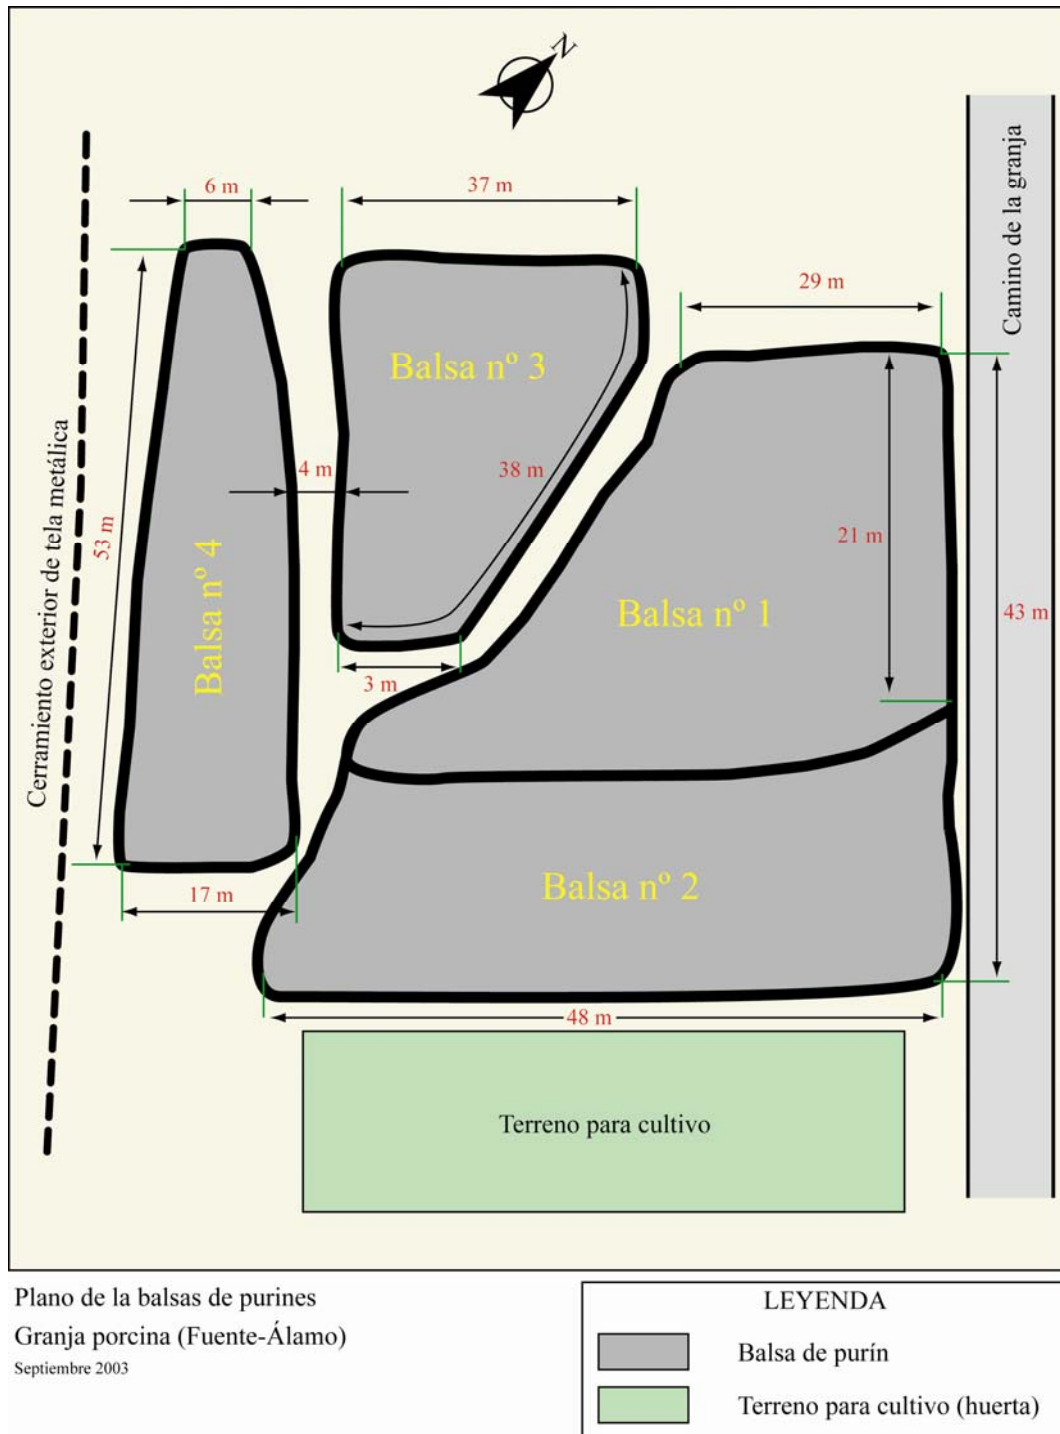 N
6 m
37 m
29 m
Camino de la granja
Balsa nº 3
Cerramiento exterior de tela metálica
4 m
38 m
53 m
21 m
Balsa nº 4
Balsa nº 1
43 m
3 m
17 m
Balsa nº 2
48 m
Terreno para cultivo
Plano de la balsas de purines
Granja porcina (Fuente-Álamo)
Septiembre 2003
LEYENDA
Balsa de purín
Terreno para cultivo (huerta)